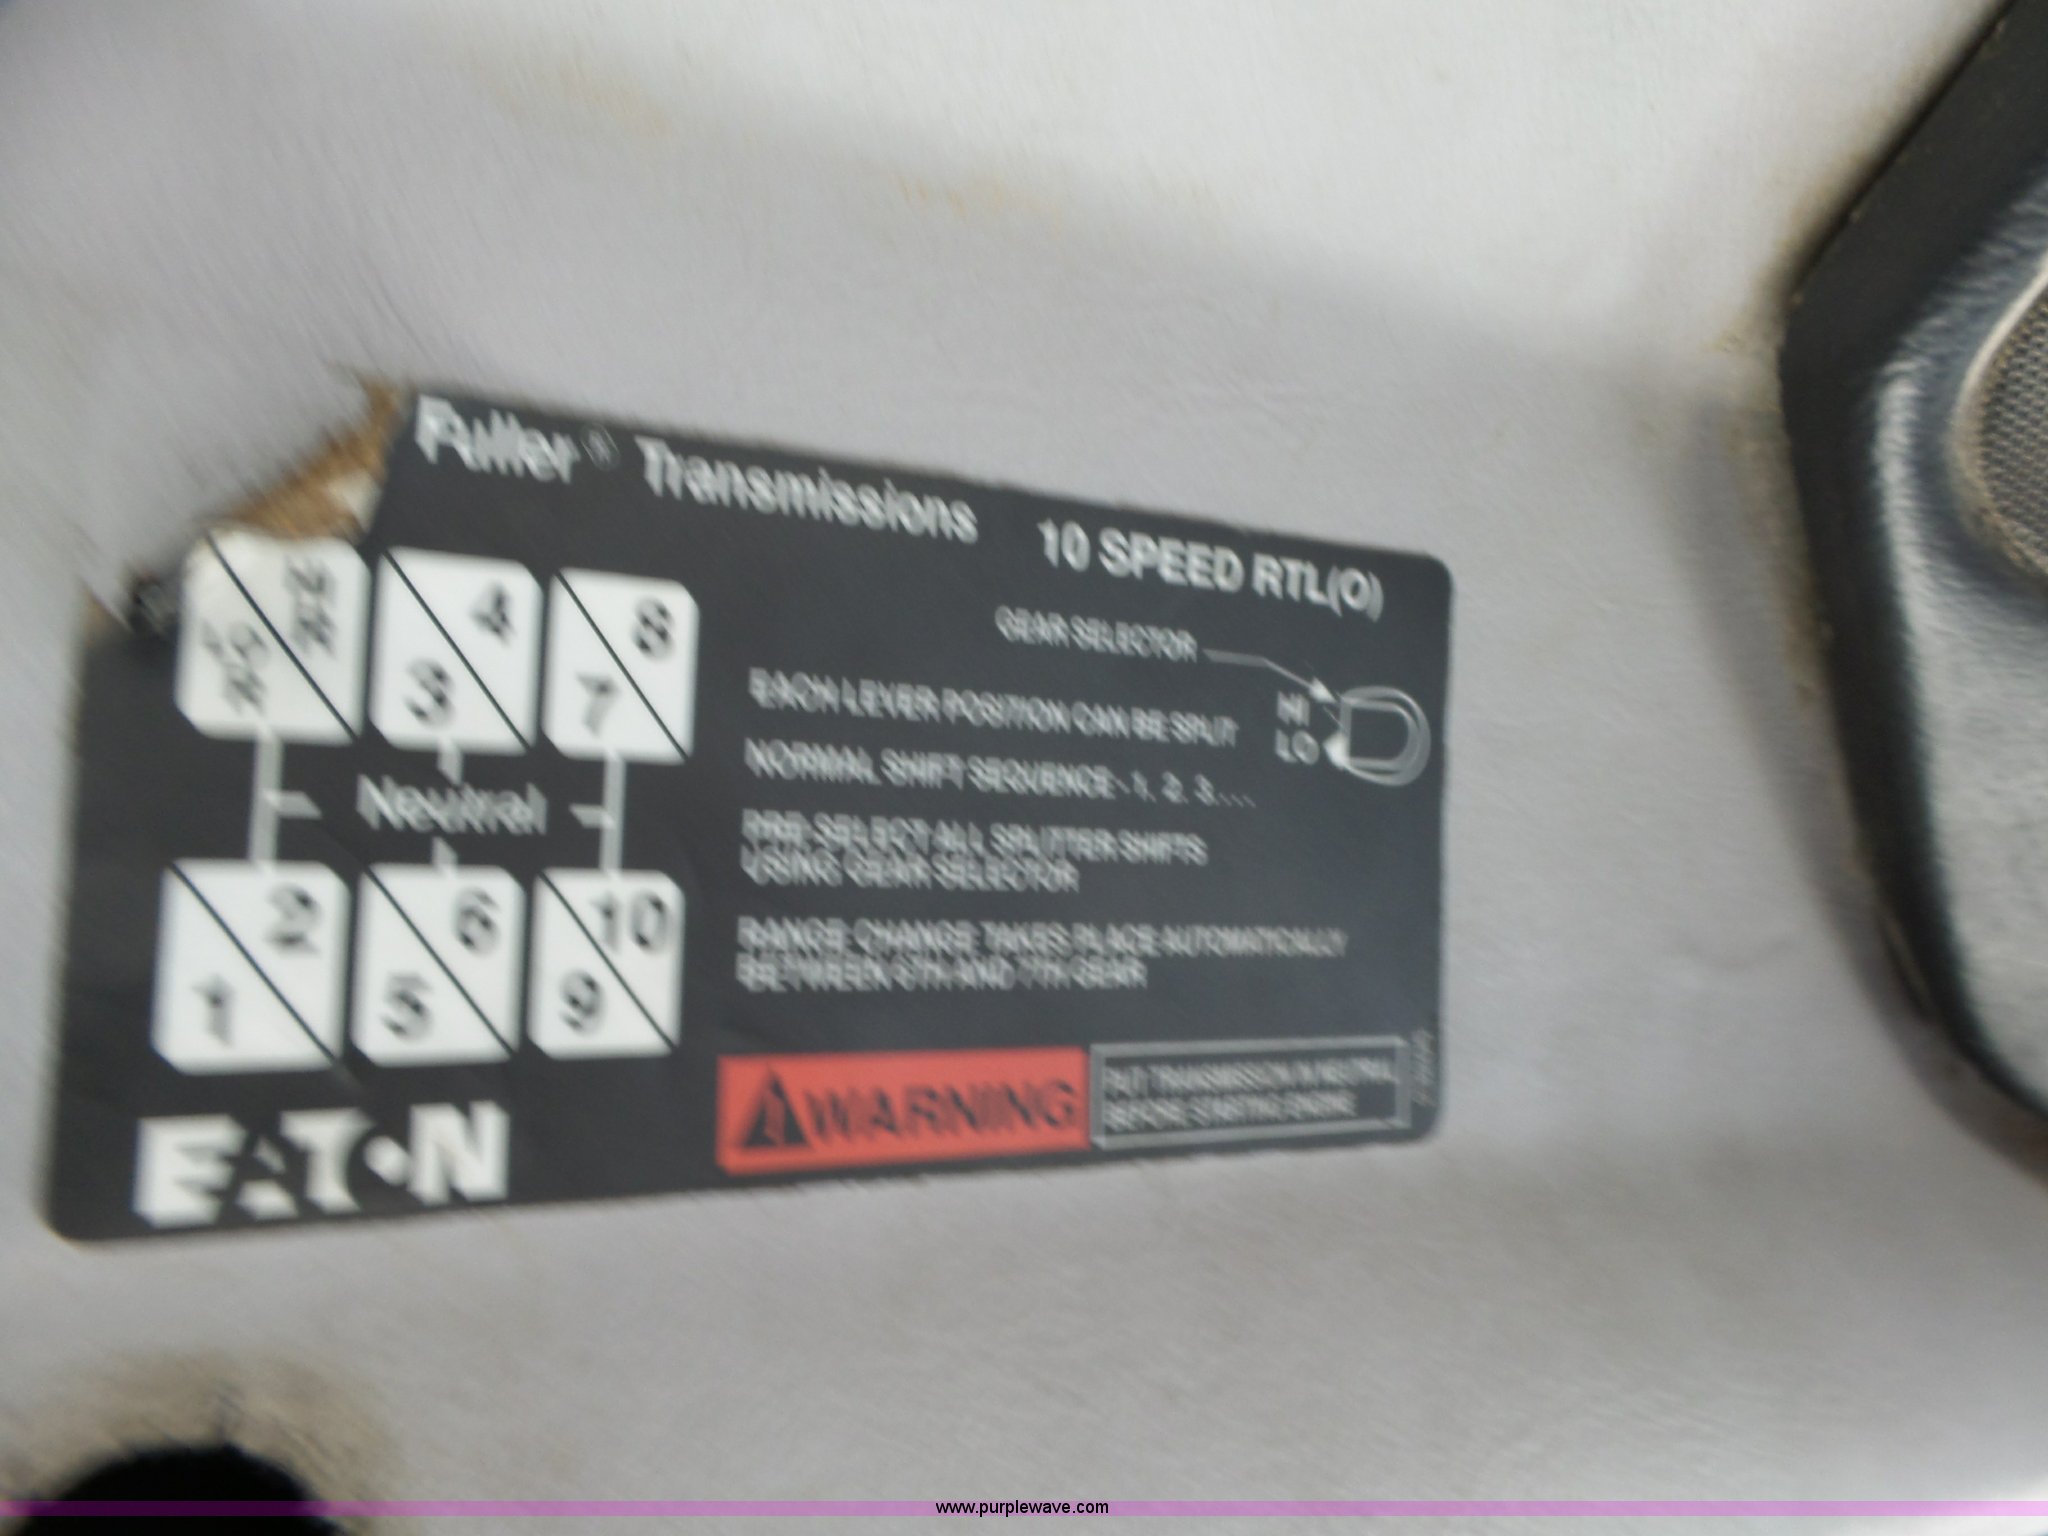 Fuller® Transmissions 10 SPEED RTL(O)
4
3
8
7
Neutral
2
1
6
5
10
9
EATON
GEAR SELECTOR
HI
LO
EACH LEVER POSITION CAN BE SPLIT
NORMAL SHIFT SEQUENCE - 1, 2, 3....
PRE-SELECT ALL SPLITTER SHIFTS
USING GEAR SELECTOR
RANGE CHANGE TAKES PLACE AUTOMATICALLY
BETWEEN 6TH AND 7TH GEAR
WARNING
PUT TRANSMISSION IN NEUTRAL
BEFORE STARTING ENGINE
www.purplewave.com